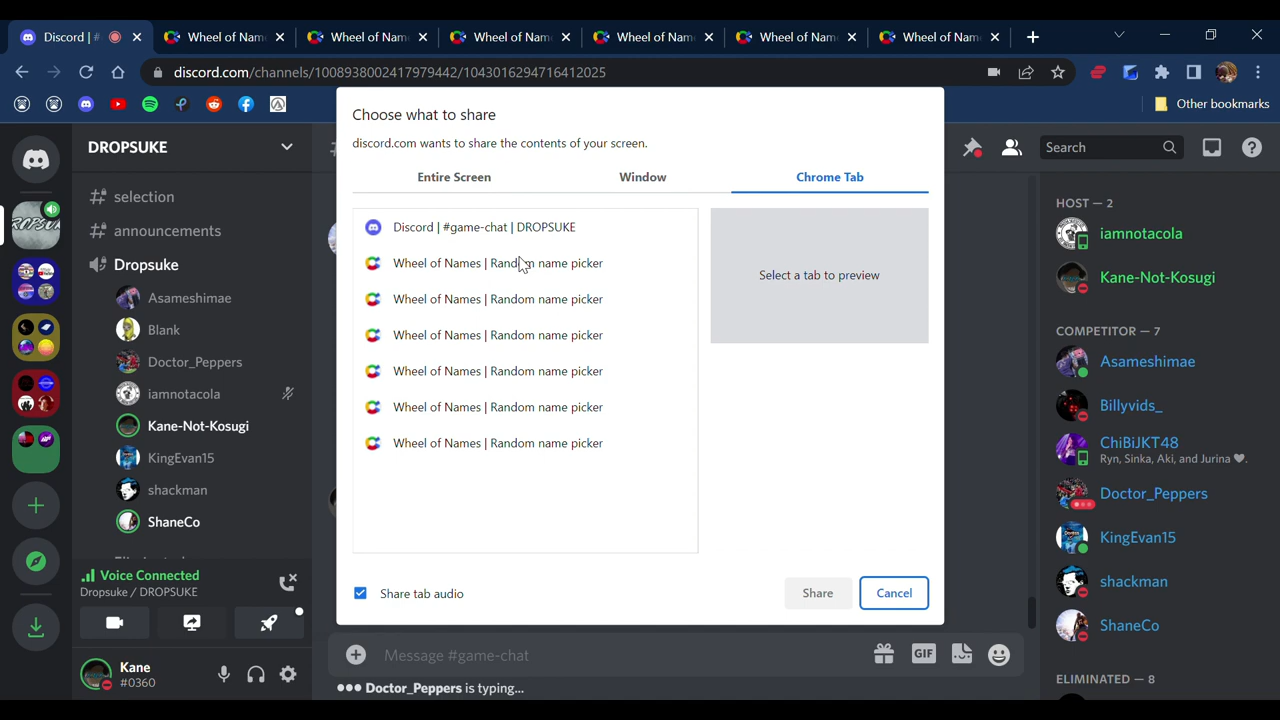 Discord | #
Wheel of Nam
Wheel of Nam
Wheel of Nam
Wheel of Nam
Wheel of Nam
Wheel of Nam
discord.com/channels/1008938002417979442/1043016294716412025
Other bookmarks
DROPSUKE
selection
announcements
Dropsuke
Asameshimae
Blank
Doctor_Peppers
iamnotacola
Kane-Not-Kosugi
KingEvan15
shackman
ShaneCo
Voice Connected
Dropsuke / DROPSUKE
Kane
#0360
Choose what to share
discord.com wants to share the contents of your screen.
Entire Screen
Window
Chrome Tab
Discord | #game-chat | DROPSUKE
Wheel of Names | Random name picker
Wheel of Names | Random name picker
Wheel of Names | Random name picker
Wheel of Names | Random name picker
Wheel of Names | Random name picker
Wheel of Names | Random name picker
Select a tab to preview
Share tab audio
Share
Cancel
Message #game-chat
GIF
Doctor_Peppers is typing...
Search
HOST — 2
iamnotacola
Kane-Not-Kosugi
COMPETITOR — 7
Asameshimae
Billyvids_
ChiBiJKT48
Ryn, Sinka, Aki, and Jurina ♥.
Doctor_Peppers
KingEvan15
shackman
ShaneCo
ELIMINATED — 8